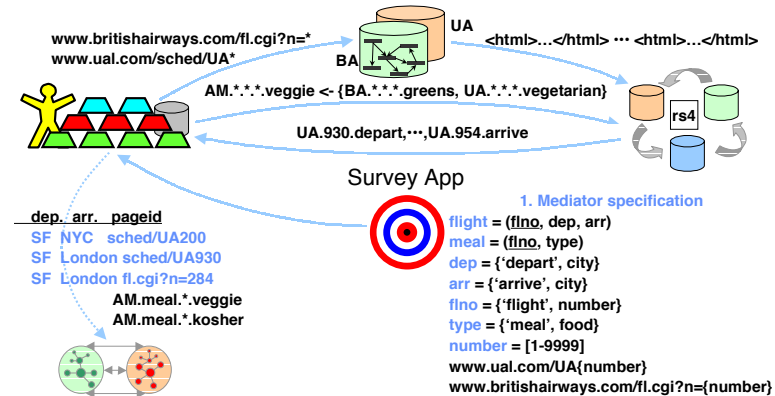 www.britishairways.com/fl.cgi?n=*
www.ual.com/sched/UA*
UA
BA
<html>…</html> ••• <html>…</html>
AM.*.*.*.veggie <- {BA.*.*.*.greens, UA.*.*.*.vegetarian}
rs4
UA.930.depart,•••,UA.954.arrive
Survey App
1. Mediator specification
flight = (flno, dep, arr)
meal = (flno, type)
dep = {‘depart’, city}
arr = {‘arrive’, city}
flno = {‘flight’, number}
type = {‘meal’, food}
number = [1-9999]
www.ual.com/UA{number}
www.britishairways.com/fl.cgi?n={number}
dep. arr. pageid
SF NYC sched/UA200
SF London sched/UA930
SF London fl.cgi?n=284
AM.meal.*.veggie
AM.meal.*.kosher